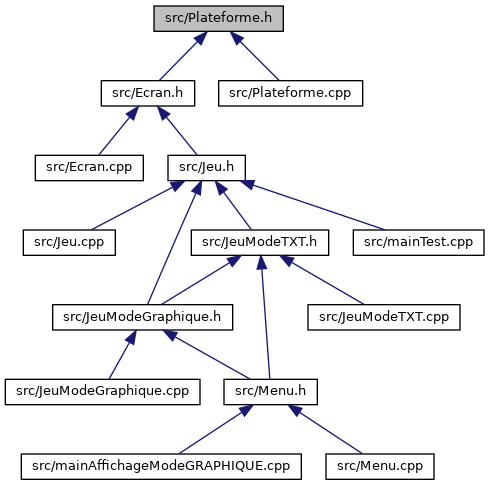 src/Plateforme.h
src/Ecran.h
src/Plateforme.cpp
src/Ecran.cpp
src/Jeu.h
src/Jeu.cpp
src/JeuModeTXT.h
src/mainTest.cpp
src/JeuModeGraphique.h
src/JeuModeTXT.cpp
src/JeuModeGraphique.cpp
src/Menu.h
src/mainAffichageModeGRAPHIQUE.cpp
src/Menu.cpp